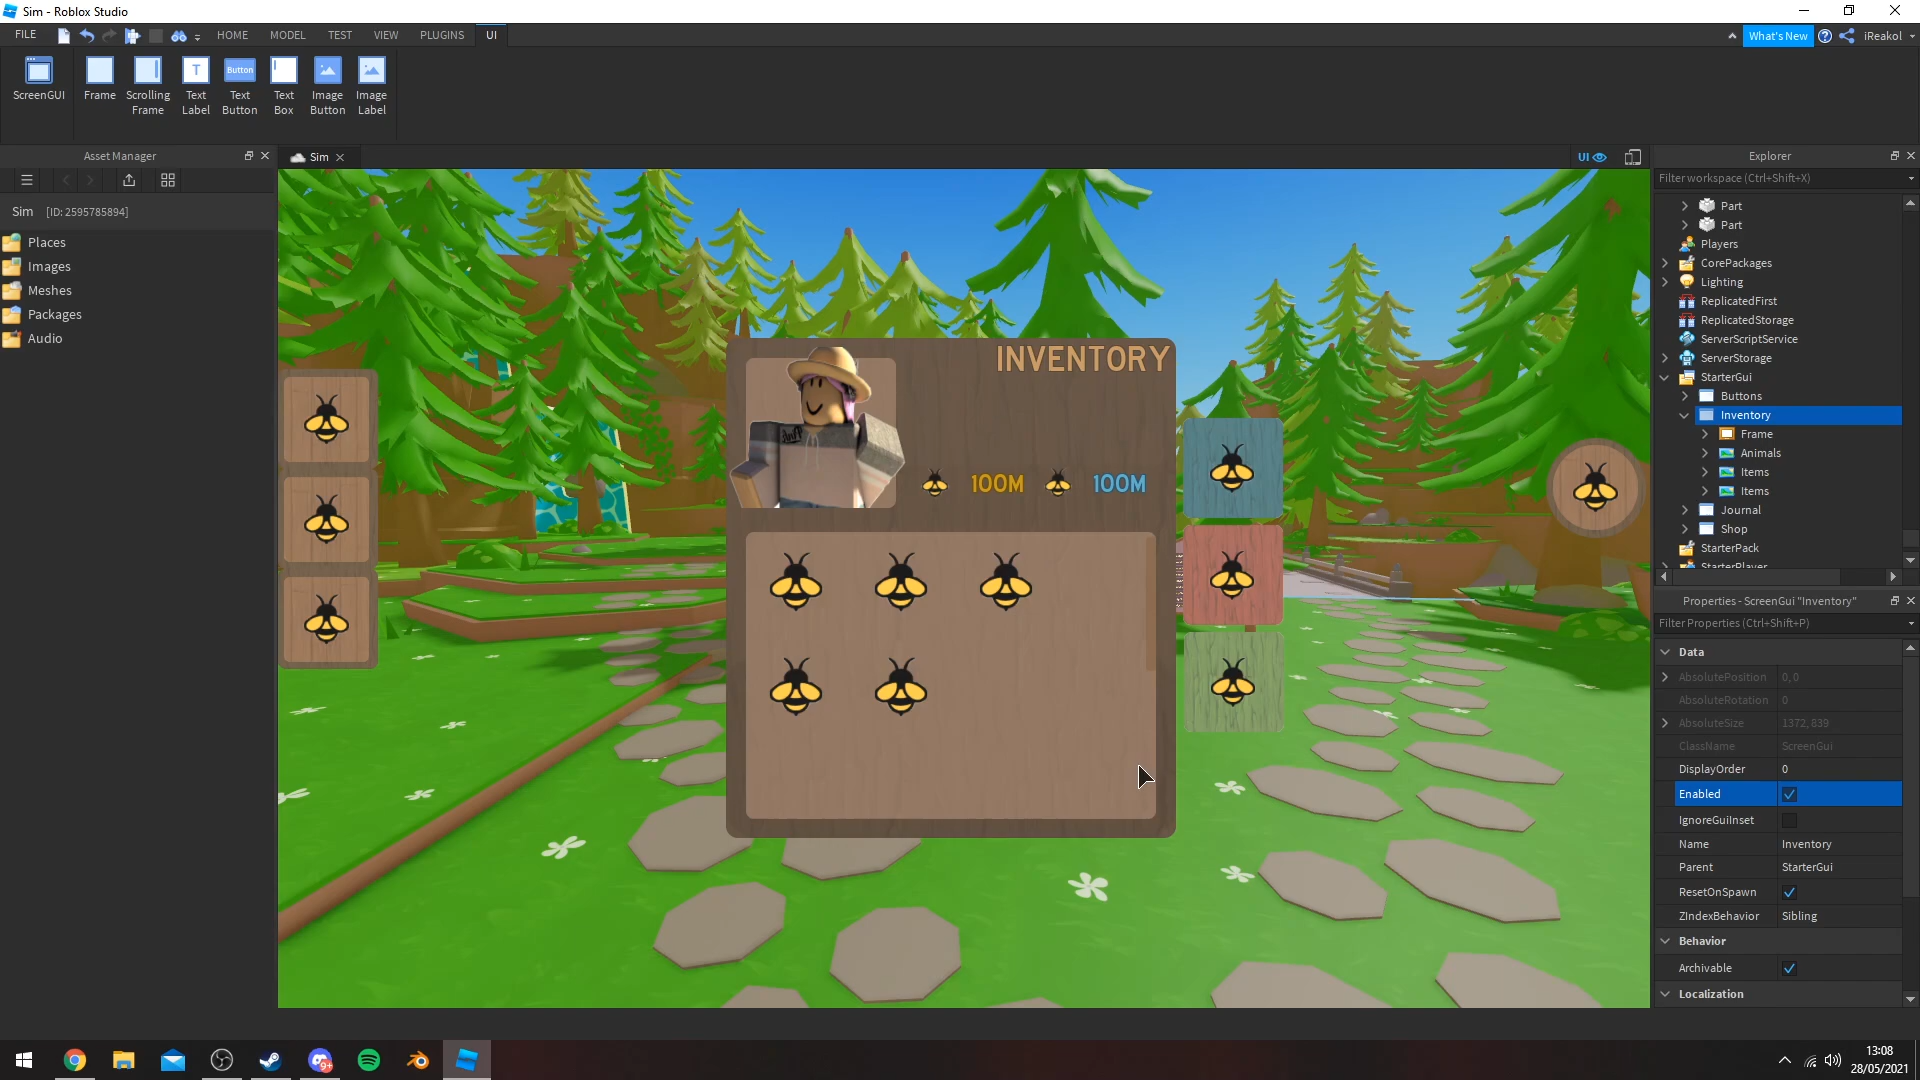 Sim - Roblox Studio
FILE
HOME
MODEL
TEST
VIEW
PLUGINS
UI
What's New
iReakol
ScreenGUI
Frame
Scrolling
Frame
Text
Label
Button
Text
Button
Text
Box
Image
Button
Image
Label
Asset Manager
Sim
UI
Explorer
Filter workspace (Ctrl+Shift+X)
Sim [ID: 2595785894]
Places
Images
Meshes
Packages
Audio
INVENTORY
100M
100M
Part
Part
Players
CorePackages
Lighting
ReplicatedFirst
ReplicatedStorage
ServerScriptService
ServerStorage
StarterGui
Buttons
Inventory
Frame
Animals
Items
Items
Journal
Shop
StarterPack
StarterPlayer
Properties - ScreenGui "Inventory"
Filter Properties (Ctrl+Shift+P)
Data
AbsolutePosition 0, 0
AbsoluteRotation 0
AbsoluteSize 1372, 839
ClassName ScreenGui
DisplayOrder 0
Enabled
IgnoreGuiInset
Name Inventory
Parent StarterGui
ResetOnSpawn
ZIndexBehavior Sibling
Behavior
Archivable
Localization
9+
13:08
28/05/2021